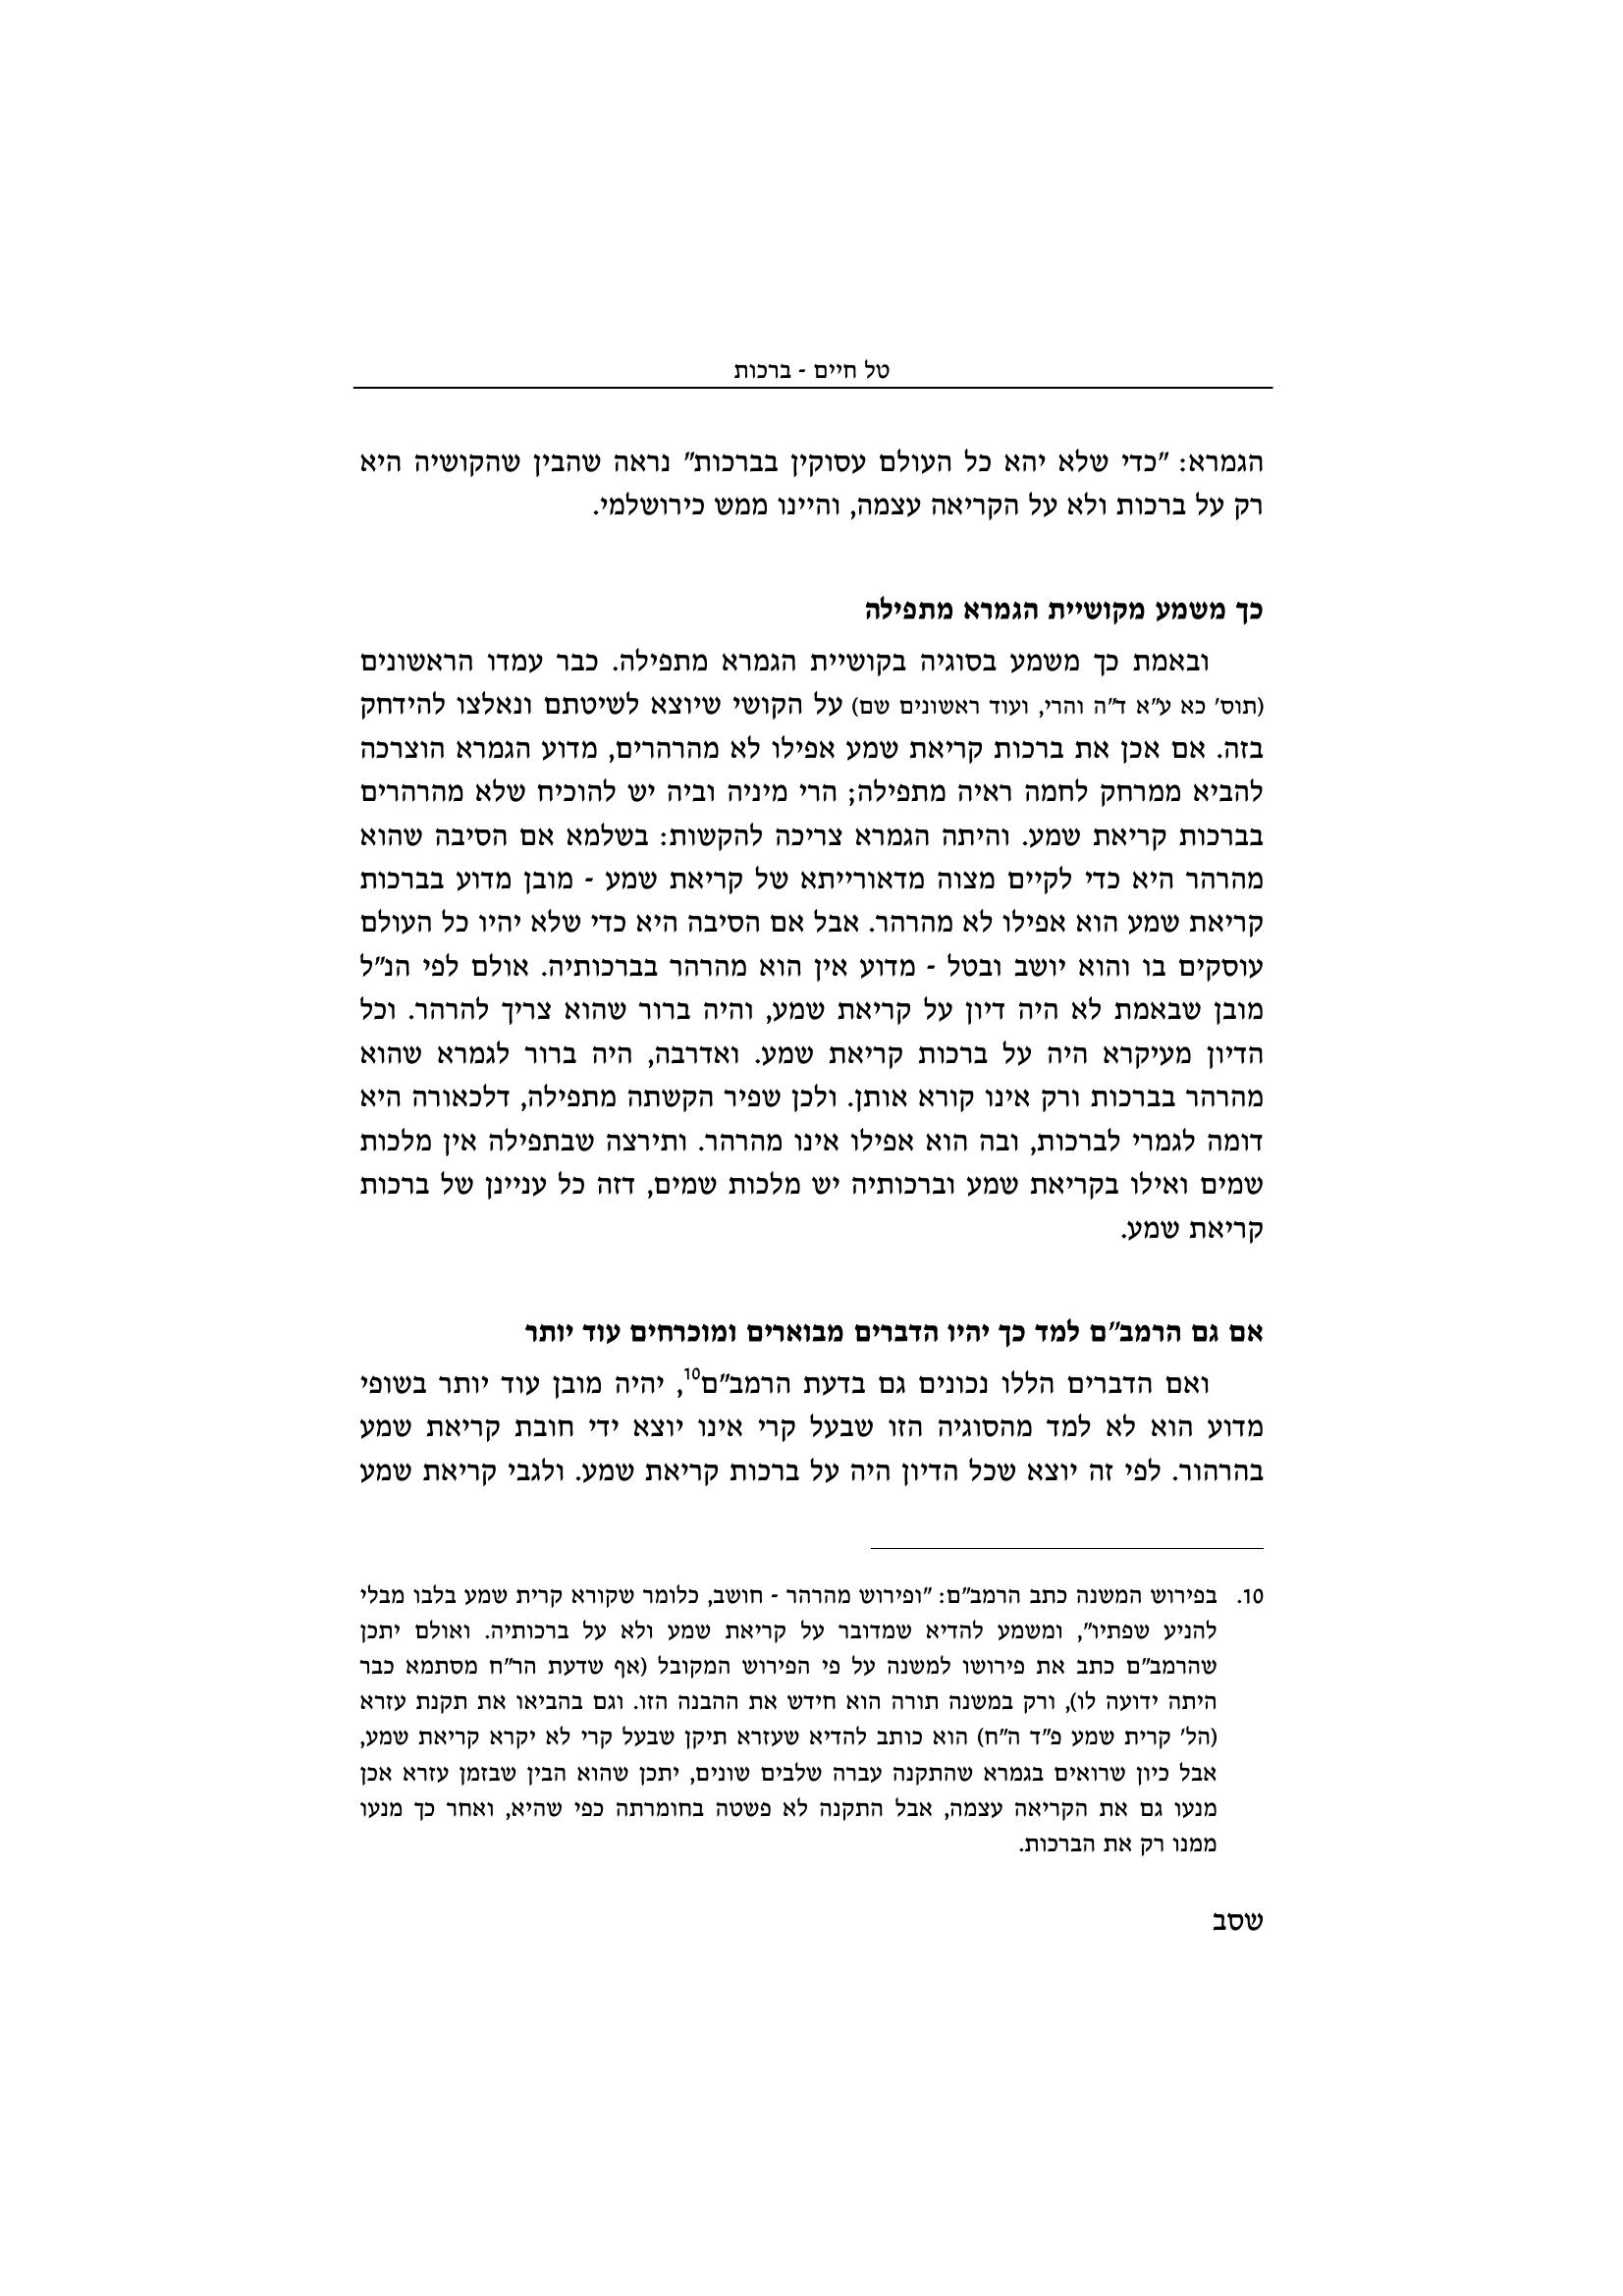 טל חיים - ברכות
הגמרא: "כדי שלא יהא כל העולם עסוקין בברכות" נראה שהבין שהקושיה היא
רק על ברכות ולא על הקריאה עצמה, והיינו ממש כירושלמי.
כך משמע מקושיית הגמרא מתפילה
ובאמת כך משמע בסוגיה בקושיית הגמרא מתפילה. כבר עמדו הראשונים
(תוס' כא ע"א ד"ה והרי, ועוד ראשונים שם) על הקושי שיוצא לשיטתם ונאלצו להידחק
בזה. אם אכן את ברכות קריאת שמע אפילו לא מהרהרים, מדוע הגמרא הוצרכה
להביא ממרחק לחמה ראיה מתפילה; הרי מיניה וביה יש להוכיח שלא מהרהרים
בברכות קריאת שמע. והיתה הגמרא צריכה להקשות: בשלמא אם הסיבה שהוא
מהרהר היא כדי לקיים מצוה מדאורייתא של קריאת שמע - מובן מדוע בברכות
קריאת שמע הוא אפילו לא מהרהר. אבל אם הסיבה היא כדי שלא יהיו כל העולם
עוסקים בו והוא יושב ובטל - מדוע אין הוא מהרהר בברכותיה. אולם לפי הנ"ל
מובן שבאמת לא היה דיון על קריאת שמע, והיה ברור שהוא צריך להרהר. וכל
הדיון מעיקרא היה על ברכות קריאת שמע. ואדרבה, היה ברור לגמרא שהוא
מהרהר בברכות ורק אינו קורא אותן. ולכן שפיר הקשתה מתפילה, דלכאורה היא
דומה לגמרי לברכות, ובה הוא אפילו אינו מהרהר. ותירצה שבתפילה אין מלכות
שמים ואילו בקריאת שמע וברכותיה יש מלכות שמים, דזה כל עניינן של ברכות
קריאת שמע.
אם גם הרמב"ם למד כך יהיו הדברים מבוארים ומוכרחים עוד יותר
ואם הדברים הללו נכונים גם בדעת הרמב"ם10, יהיה מובן עוד יותר בשופי
מדוע הוא לא למד מהסוגיה הזו שבעל קרי אינו יוצא ידי חובת קריאת שמע
בהרהור. לפי זה יוצא שכל הדיון היה על ברכות קריאת שמע. ולגבי קריאת שמע
10. בפירוש המשנה כתב הרמב"ם: "ופירוש מהרהר - חושב, כלומר שקורא קרית שמע בלבו מבלי
להניע שפתיו", ומשמע להדיא שמדובר על קריאת שמע ולא על ברכותיה. ואולם יתכן
שהרמב"ם כתב את פירושו למשנה על פי הפירוש המקובל (אף שדעת הר"ח מסתמא כבר
היתה ידועה לו), ורק במשנה תורה הוא חידש את ההבנה הזו. וגם בהביאו את תקנת עזרא
(הל' קרית שמע פ"ד ה"ח) הוא כותב להדיא שעזרא תיקן שבעל קרי לא יקרא קריאת שמע,
אבל כיון שרואים בגמרא שהתקנה עברה שלבים שונים, יתכן שהוא הבין שבזמן עזרא אכן
מנעו גם את הקריאה עצמה, אבל התקנה לא פשטה בחומרתה כפי שהיא, ואחר כך מנעו
ממנו רק את הברכות.
שסב